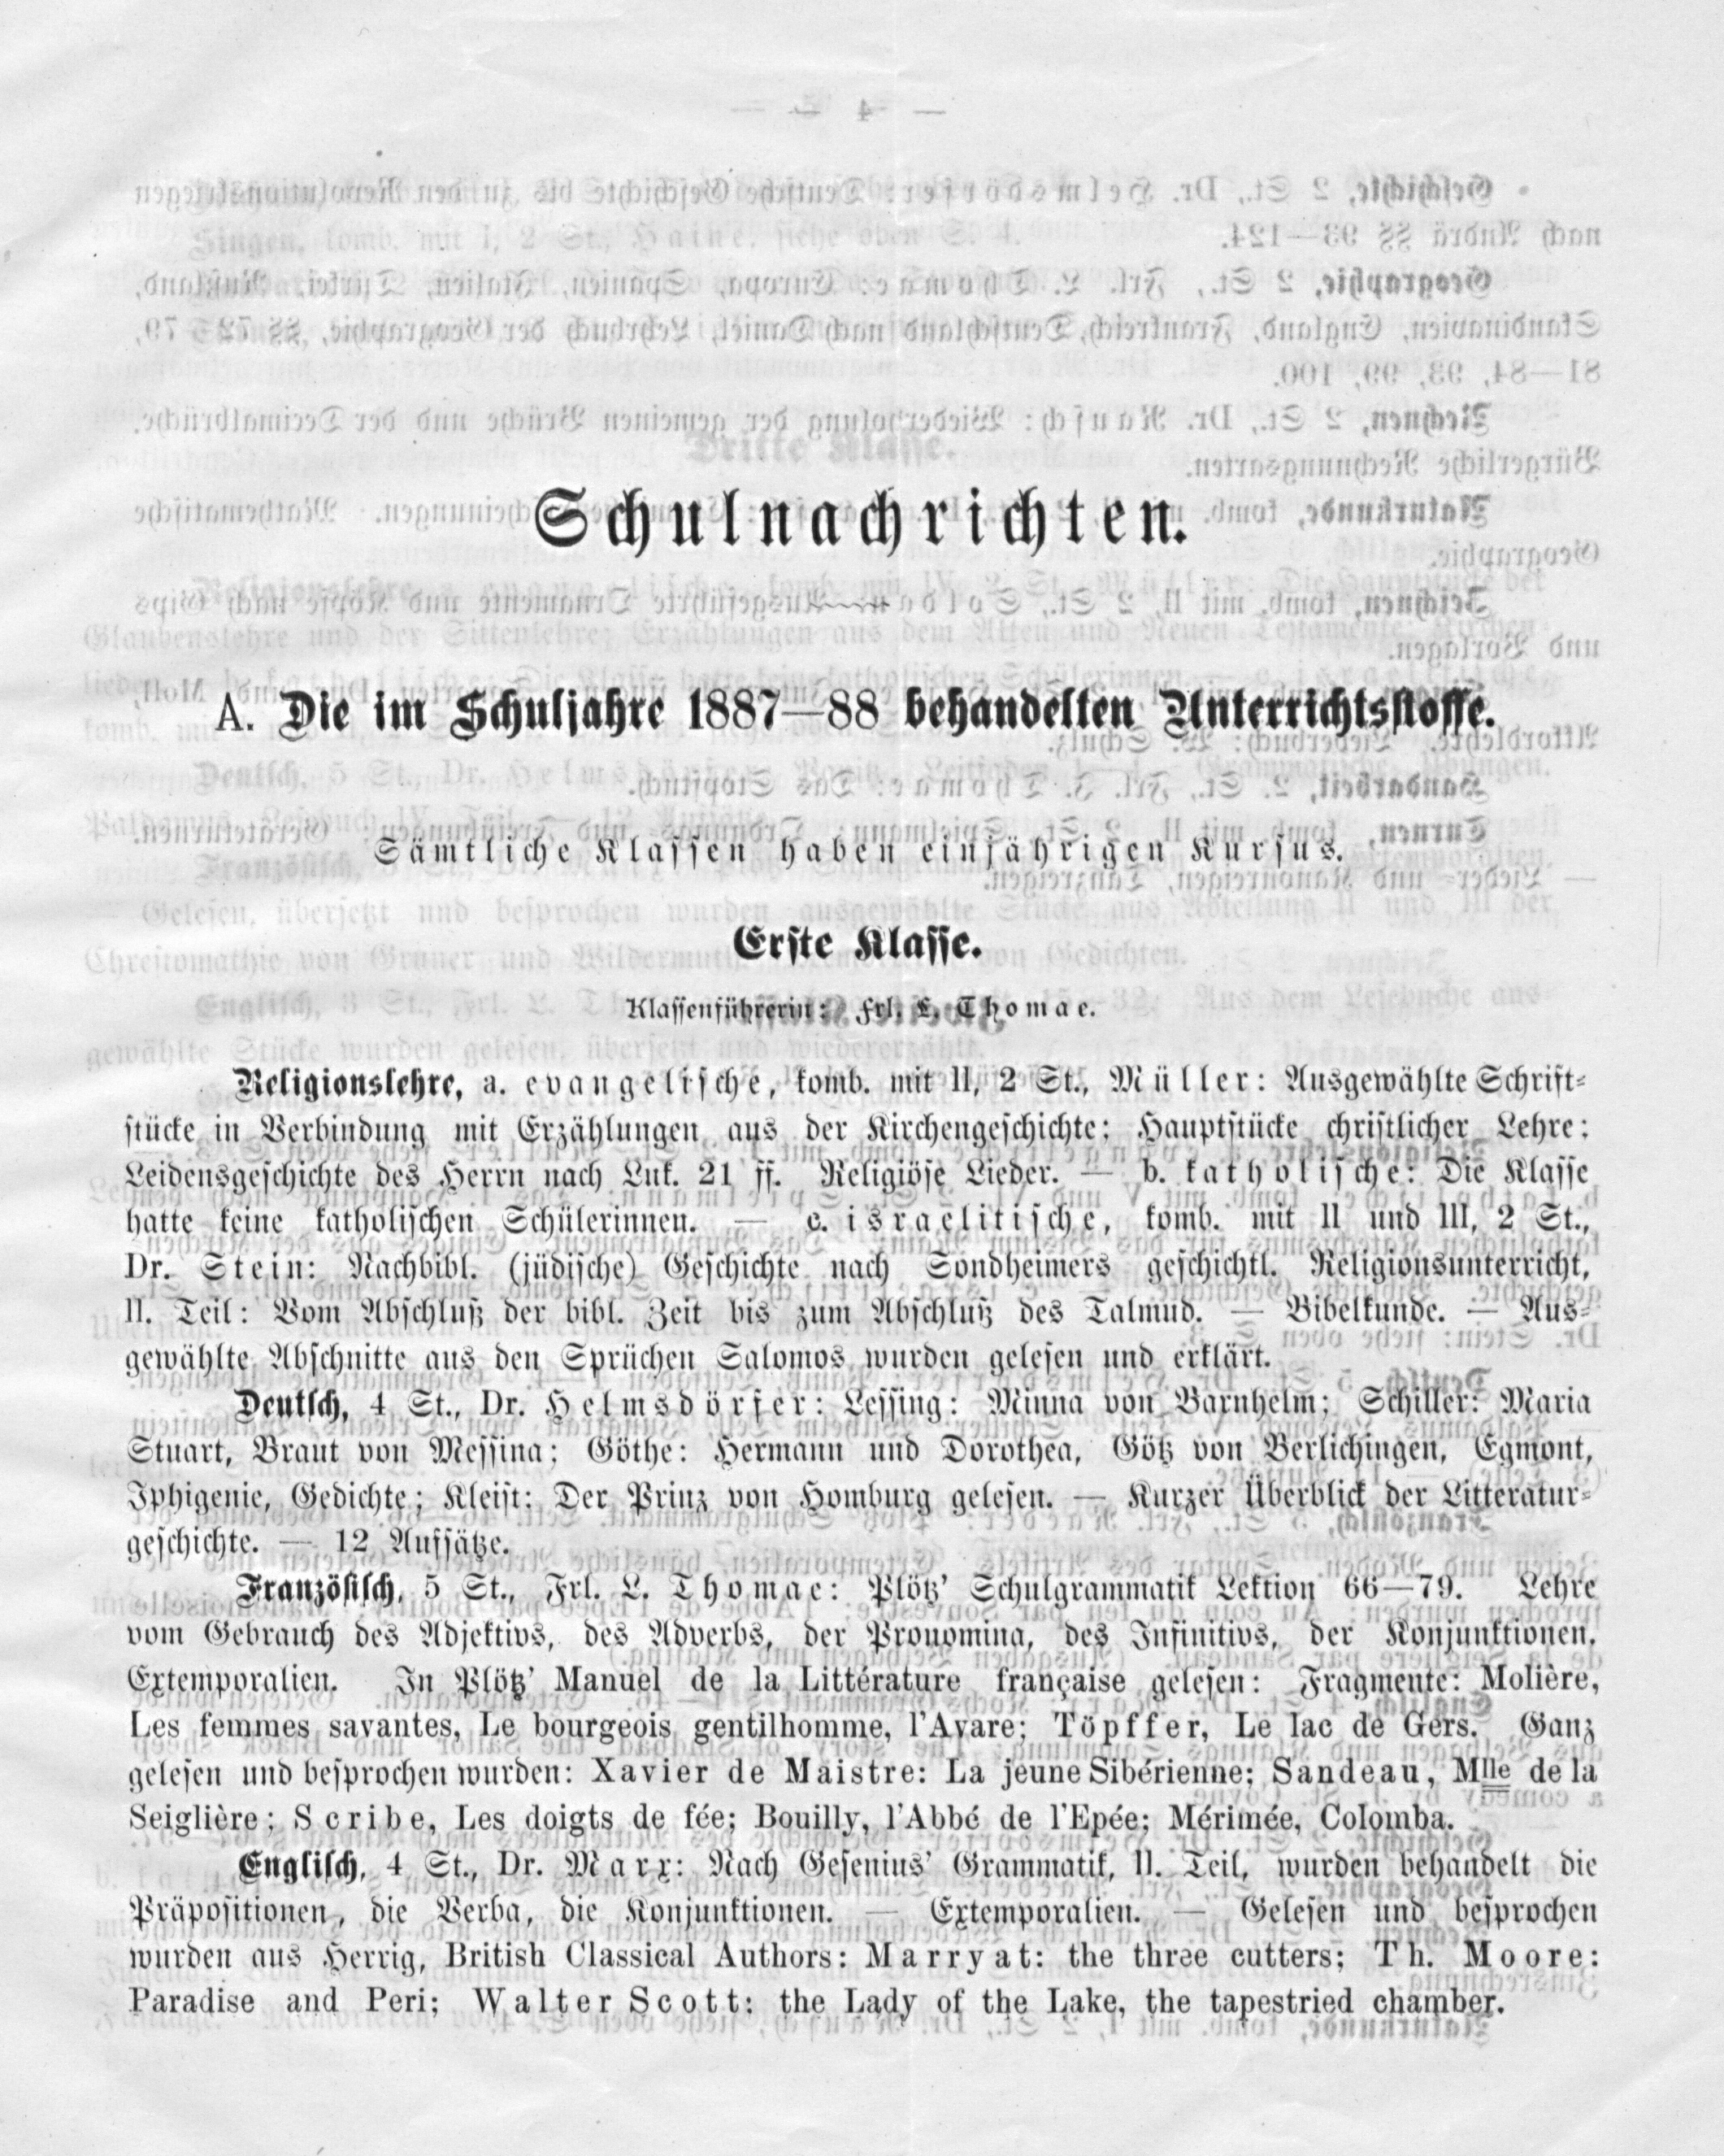 Schulnachrichten.
A. Die im Schuljahre 1887—88 behandelten Unterrichtsstoffe.
Sämtliche Klassen haben einjährigen Kursus.
Erste Klasse.
Klassenführerin: Frl. L. Thomae.
Religionslehre, a. evangelische, komb. mit II, 2 St., Müller: Ausgewählte Schrift-
stücke in Verbindung mit Erzählungen aus der Kirchengeschichte; Hauptstücke christlicher Lehre;
Leidensgeschichte des Herrn nach Luk. 21 ff. Religiöse Lieder. — b. katholische: Die Klasse
hatte keine katholischen Schülerinnen. — c. israelitische, komb. mit II und III, 2 St.,
Dr. Stein: Nachbibl. (jüdische) Geschichte nach Sondheimers geschichtl. Religionsunterricht,
II. Teil: Vom Abschluß der bibl. Zeit bis zum Abschluß des Talmud. — Bibelkunde. — Aus-
gewählte Abschnitte aus den Sprüchen Salomos wurden gelesen und erklärt.
Deutsch, 4 St., Dr. Helmsdörfer: Lessing: Minna von Barnhelm; Schiller: Maria
Stuart, Braut von Messina; Göthe: Hermann und Dorothea, Götz von Berlichingen, Egmont,
Iphigenie, Gedichte; Kleist: Der Prinz von Homburg gelesen. — Kurzer Überblick der Litteratur-
geschichte. — 12 Aufsätze.
Französisch, 5 St., Frl. L. Thomae: Plötz' Schulgrammatik Lektion 66—79. Lehre
vom Gebrauch des Adjektivs, des Adverbs, der Pronomina, des Infinitivs, der Konjunktionen.
Extemporalien. In Plötz' Manuel de la Littérature française gelesen: Fragmente: Molière,
Les femmes savantes, Le bourgeois gentilhomme, l'Avare; Töpffer, Le lac de Gers. Ganz
gelesen und besprochen wurden: Xavier de Maistre: La jeune Sibérienne; Sandeau, Mlle de la
Seiglière; Scribe, Les doigts de fée; Bouilly, l'Abbé de l'Epée; Mérimée, Colomba.
Englisch, 4 St., Dr. Marx: Nach Gesenius' Grammatik, II. Teil, wurden behandelt die
Präpositionen, die Verba, die Konjunktionen. — Extemporalien. — Gelesen und besprochen
wurden aus Herrig, British Classical Authors: Marryat: the three cutters; Th. Moore:
Paradise and Peri; Walter Scott: the Lady of the Lake, the tapestried chamber.